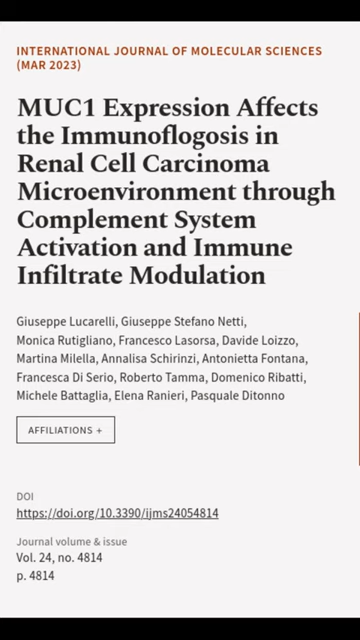 INTERNATIONAL JOURNAL OF MOLECULAR SCIENCES
(MAR 2023)
MUC1 Expression Affects
the Immunoflogosis in
Renal Cell Carcinoma
Microenvironment through
Complement System
Activation and Immune
Infiltrate Modulation
Giuseppe Lucarelli, Giuseppe Stefano Netti,
Monica Rutigliano, Francesco Lasorsa, Davide Loizzo,
Martina Milella, Annalisa Schirinzi, Antonietta Fontana,
Francesca Di Serio, Roberto Tamma, Domenico Ribatti,
Michele Battaglia, Elena Ranieri, Pasquale Ditonno
AFFILIATIONS +
DOI
https://doi.org/10.3390/ijms24054814
Journal volume & issue
Vol. 24, no. 4814
p. 4814